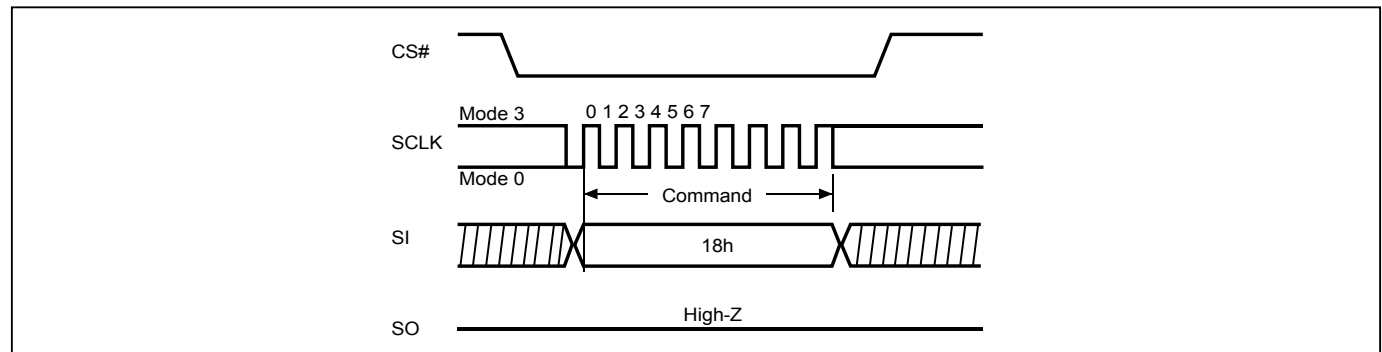 CS#
Mode 3 0 1 2 3 4 5 6 7
SCLK
Mode 0
Command
SI
18h
High-Z
SO